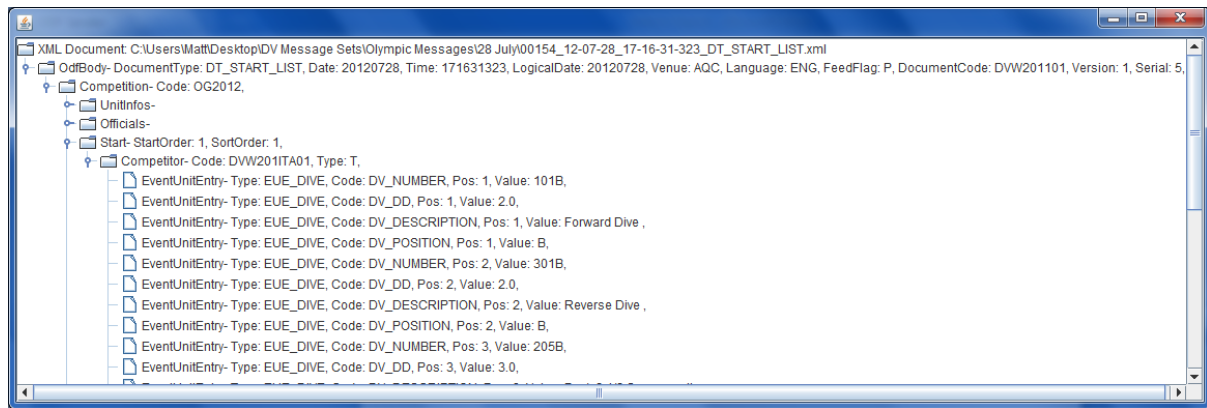 XML Document: C:\Users\Matt\Desktop\DV Message Sets\Olympic Messages\28 July\00154_12-07-28_17-16-31-323_DT_START_LIST.xml
OdfBody- DocumentType: DT_START_LIST, Date: 20120728, Time: 171631323, LogicalDate: 20120728, Venue: AQC, Language: ENG, FeedFlag: P, DocumentCode: DVW201101, Version: 1, Serial: 5,
Competition- Code: OG2012,
UnitInfos-
Officials-
Start- StartOrder: 1, SortOrder: 1,
Competitor- Code: DVW201ITA01, Type: T,
EventUnitEntry- Type: EUE_DIVE, Code: DV_NUMBER, Pos: 1, Value: 101B,
EventUnitEntry- Type: EUE_DIVE, Code: DV_DD, Pos: 1, Value: 2.0,
EventUnitEntry- Type: EUE_DIVE, Code: DV_DESCRIPTION, Pos: 1, Value: Forward Dive ,
EventUnitEntry- Type: EUE_DIVE, Code: DV_POSITION, Pos: 1, Value: B,
EventUnitEntry- Type: EUE_DIVE, Code: DV_NUMBER, Pos: 2, Value: 301B,
EventUnitEntry- Type: EUE_DIVE, Code: DV_DD, Pos: 2, Value: 2.0,
EventUnitEntry- Type: EUE_DIVE, Code: DV_DESCRIPTION, Pos: 2, Value: Reverse Dive ,
EventUnitEntry- Type: EUE_DIVE, Code: DV_POSITION, Pos: 2, Value: B,
EventUnitEntry- Type: EUE_DIVE, Code: DV_NUMBER, Pos: 3, Value: 205B,
EventUnitEntry- Type: EUE_DIVE, Code: DV_DD, Pos: 3, Value: 3.0,